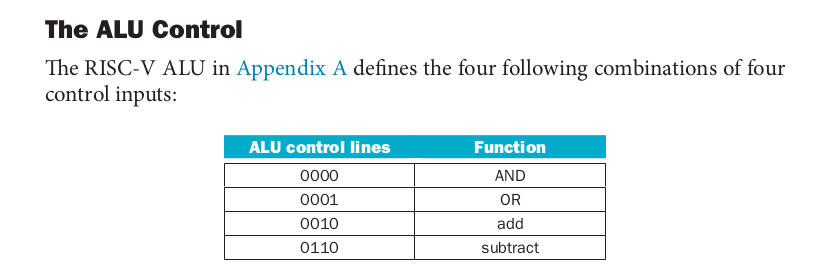 The ALU Control
The RISC-V ALU in Appendix A defines the four following combinations of four
control inputs:
ALU control lines Function
0000 AND
0001 OR
0010 add
0110 subtract